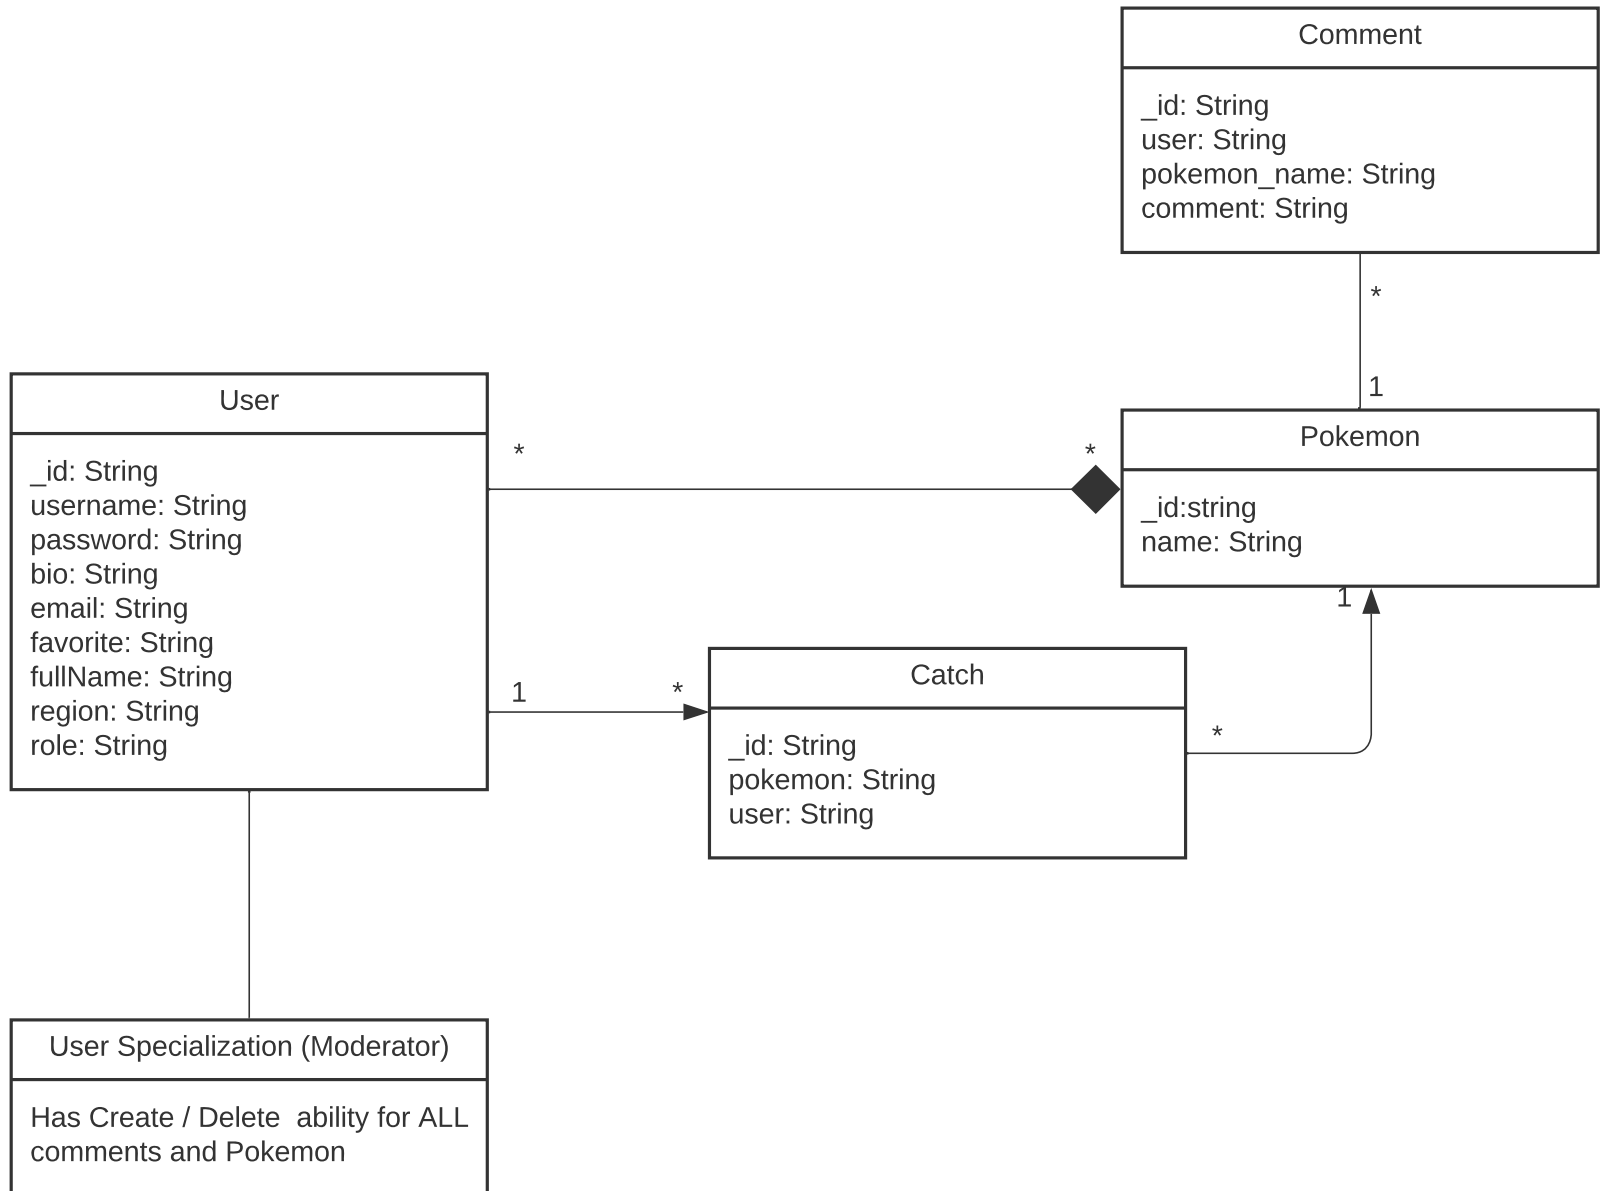 Comment
_id: String
user: String
pokemon_name: String
comment: String
*
1
User
_id: String
username: String
password: String
bio: String
email: String
favorite: String
fullName: String
region: String
role: String
*
*
Pokemon
_id:string
name: String
1
1
*
Catch
_id: String
pokemon: String
user: String
*
User Specialization (Moderator)
Has Create / Delete  ability for ALL
comments and Pokemon